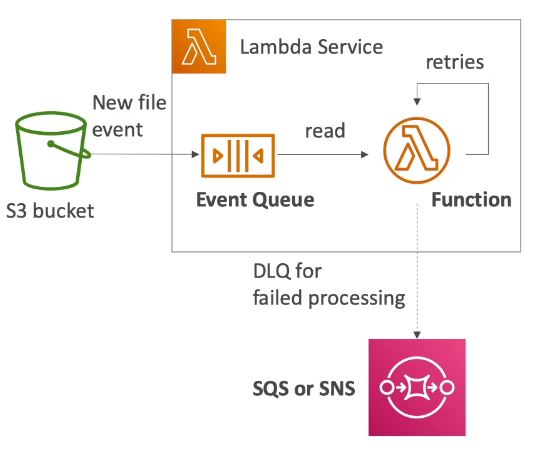 Lambda Service
retries
New file
event
read
S3 bucket
Event Queue
Function
DLQ for
failed processing
SQS or SNS